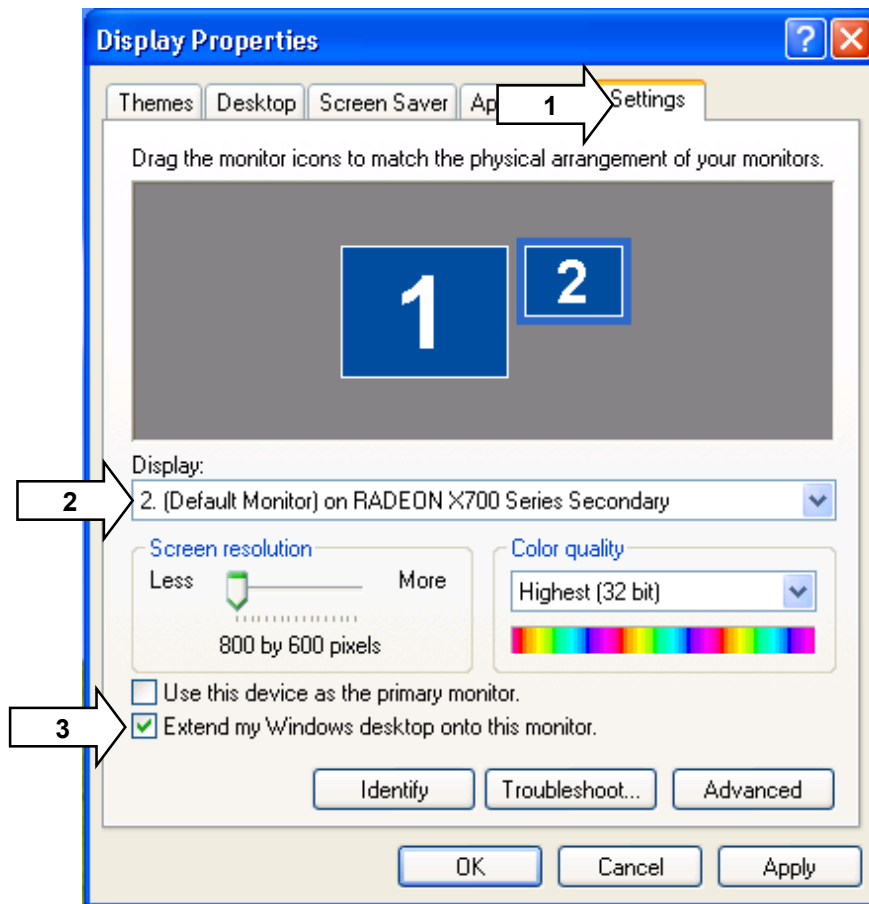 Display Properties
Themes Desktop Screen Saver Ap 1 Settings
Drag the monitor icons to match the physical arrangement of your monitors.
1 2
Display:
2 2. (Default Monitor) on RADEON X700 Series Secondary
Screen resolution Color quality
Less More Highest (32 bit)
800 by 600 pixels
Use this device as the primary monitor.
3 Extend my Windows desktop onto this monitor.
Identify Troubleshoot... Advanced
OK Cancel Apply